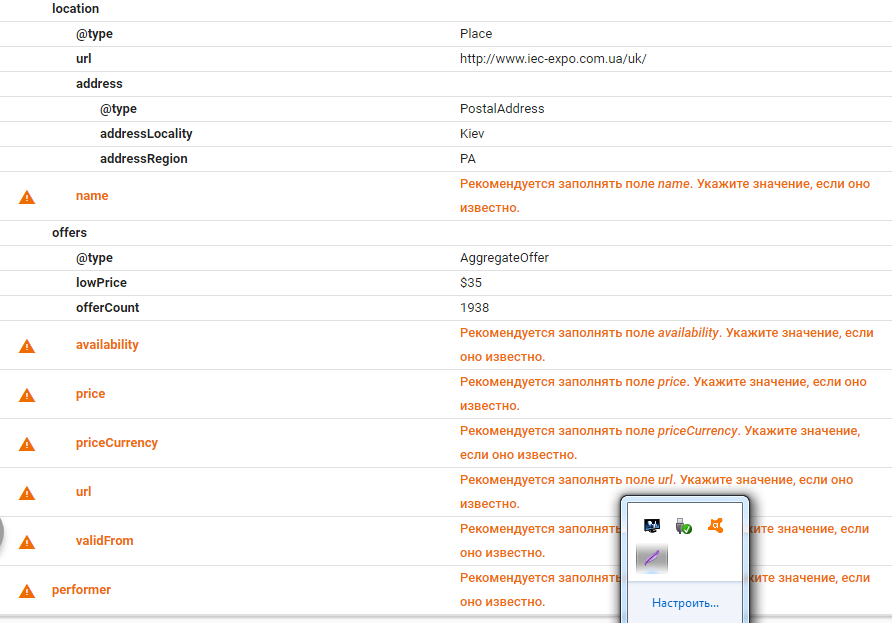 location
@type Place
url http://www.iec-expo.com.ua/uk/
address
@type PostalAddress
addressLocality Kiev
addressRegion PA
name Рекомендуется заполнять поле name. Укажите значение, если оно
известно.
offers
@type AggregateOffer
lowPrice $35
offerCount 1938
availability Рекомендуется заполнять поле availability. Укажите значение, если
оно известно.
price Рекомендуется заполнять поле price. Укажите значение, если оно
известно.
priceCurrency Рекомендуется заполнять поле priceCurrency. Укажите значение,
если оно известно.
url Рекомендуется заполнять поле url. Укажите значение, если оно
известно.
validFrom Рекомендуется заполнять значение, если
оно известно.
performer Рекомендуется заполнять значение, если
оно известно.
Настроить...